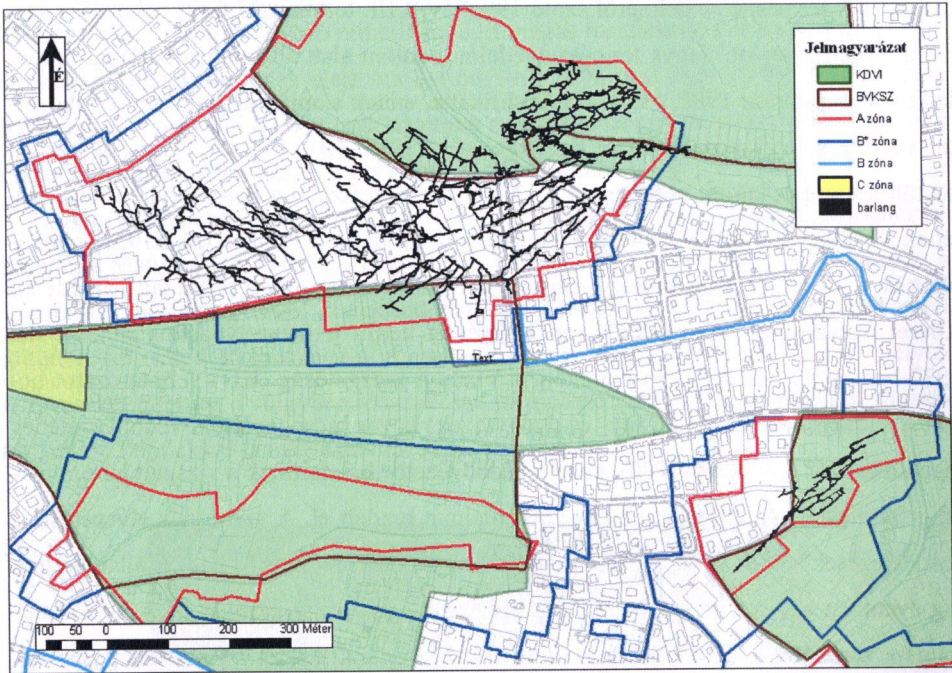 É
Jelmagyarázat
KDVI
BVKSZ
A zóna
B* zóna
B zóna
C zóna
barlang
Text
100 50 0 100 200 300 Méter